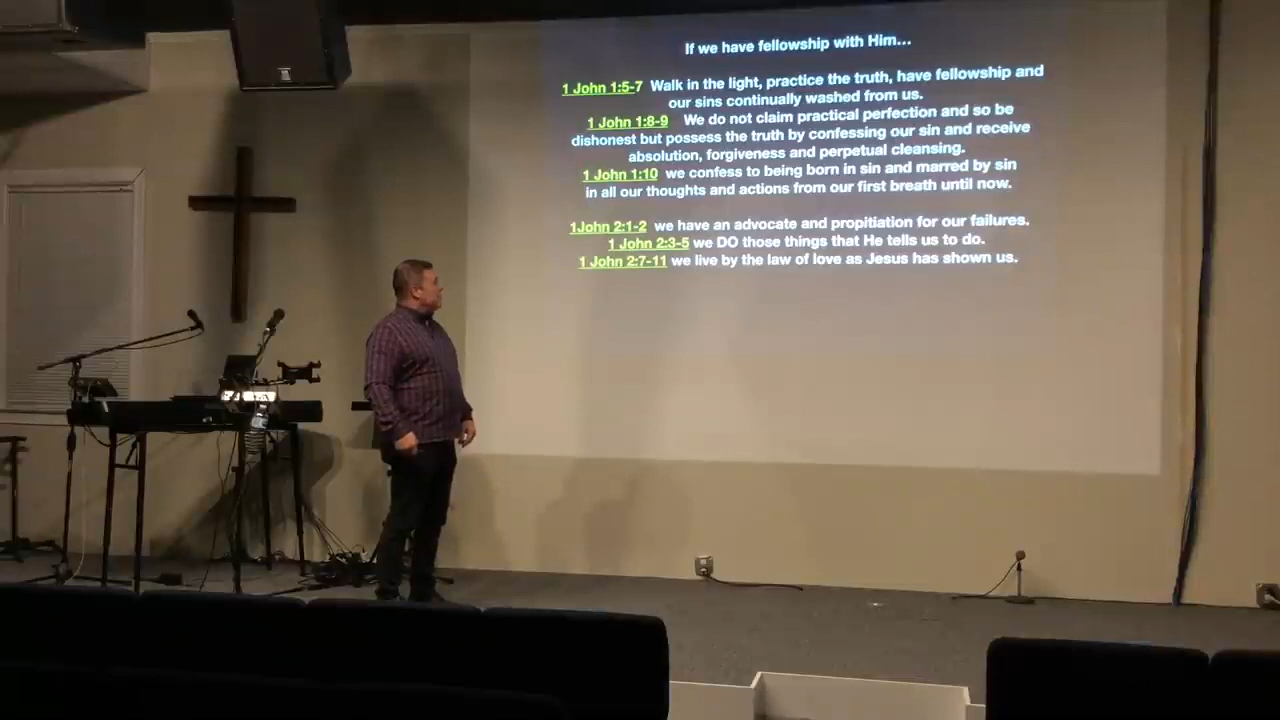 If we have fellowship with Him...
1 John 1:5-7 Walk in the light, practice the truth, have fellowship and
our sins continually washed from us.
1 John 1:8-9 We do not claim practical perfection and so be
dishonest but possess the truth by confessing our sin and receive
absolution, forgiveness and perpetual cleansing.
1 John 1:10 we confess to being born in sin and marred by sin
in all our thoughts and actions from our first breath until now.
1John 2:1-2 we have an advocate and propitiation for our failures.
1 John 2:3-5 we DO those things that He tells us to do.
1 John 2:7-11 we live by the law of love as Jesus has shown us.